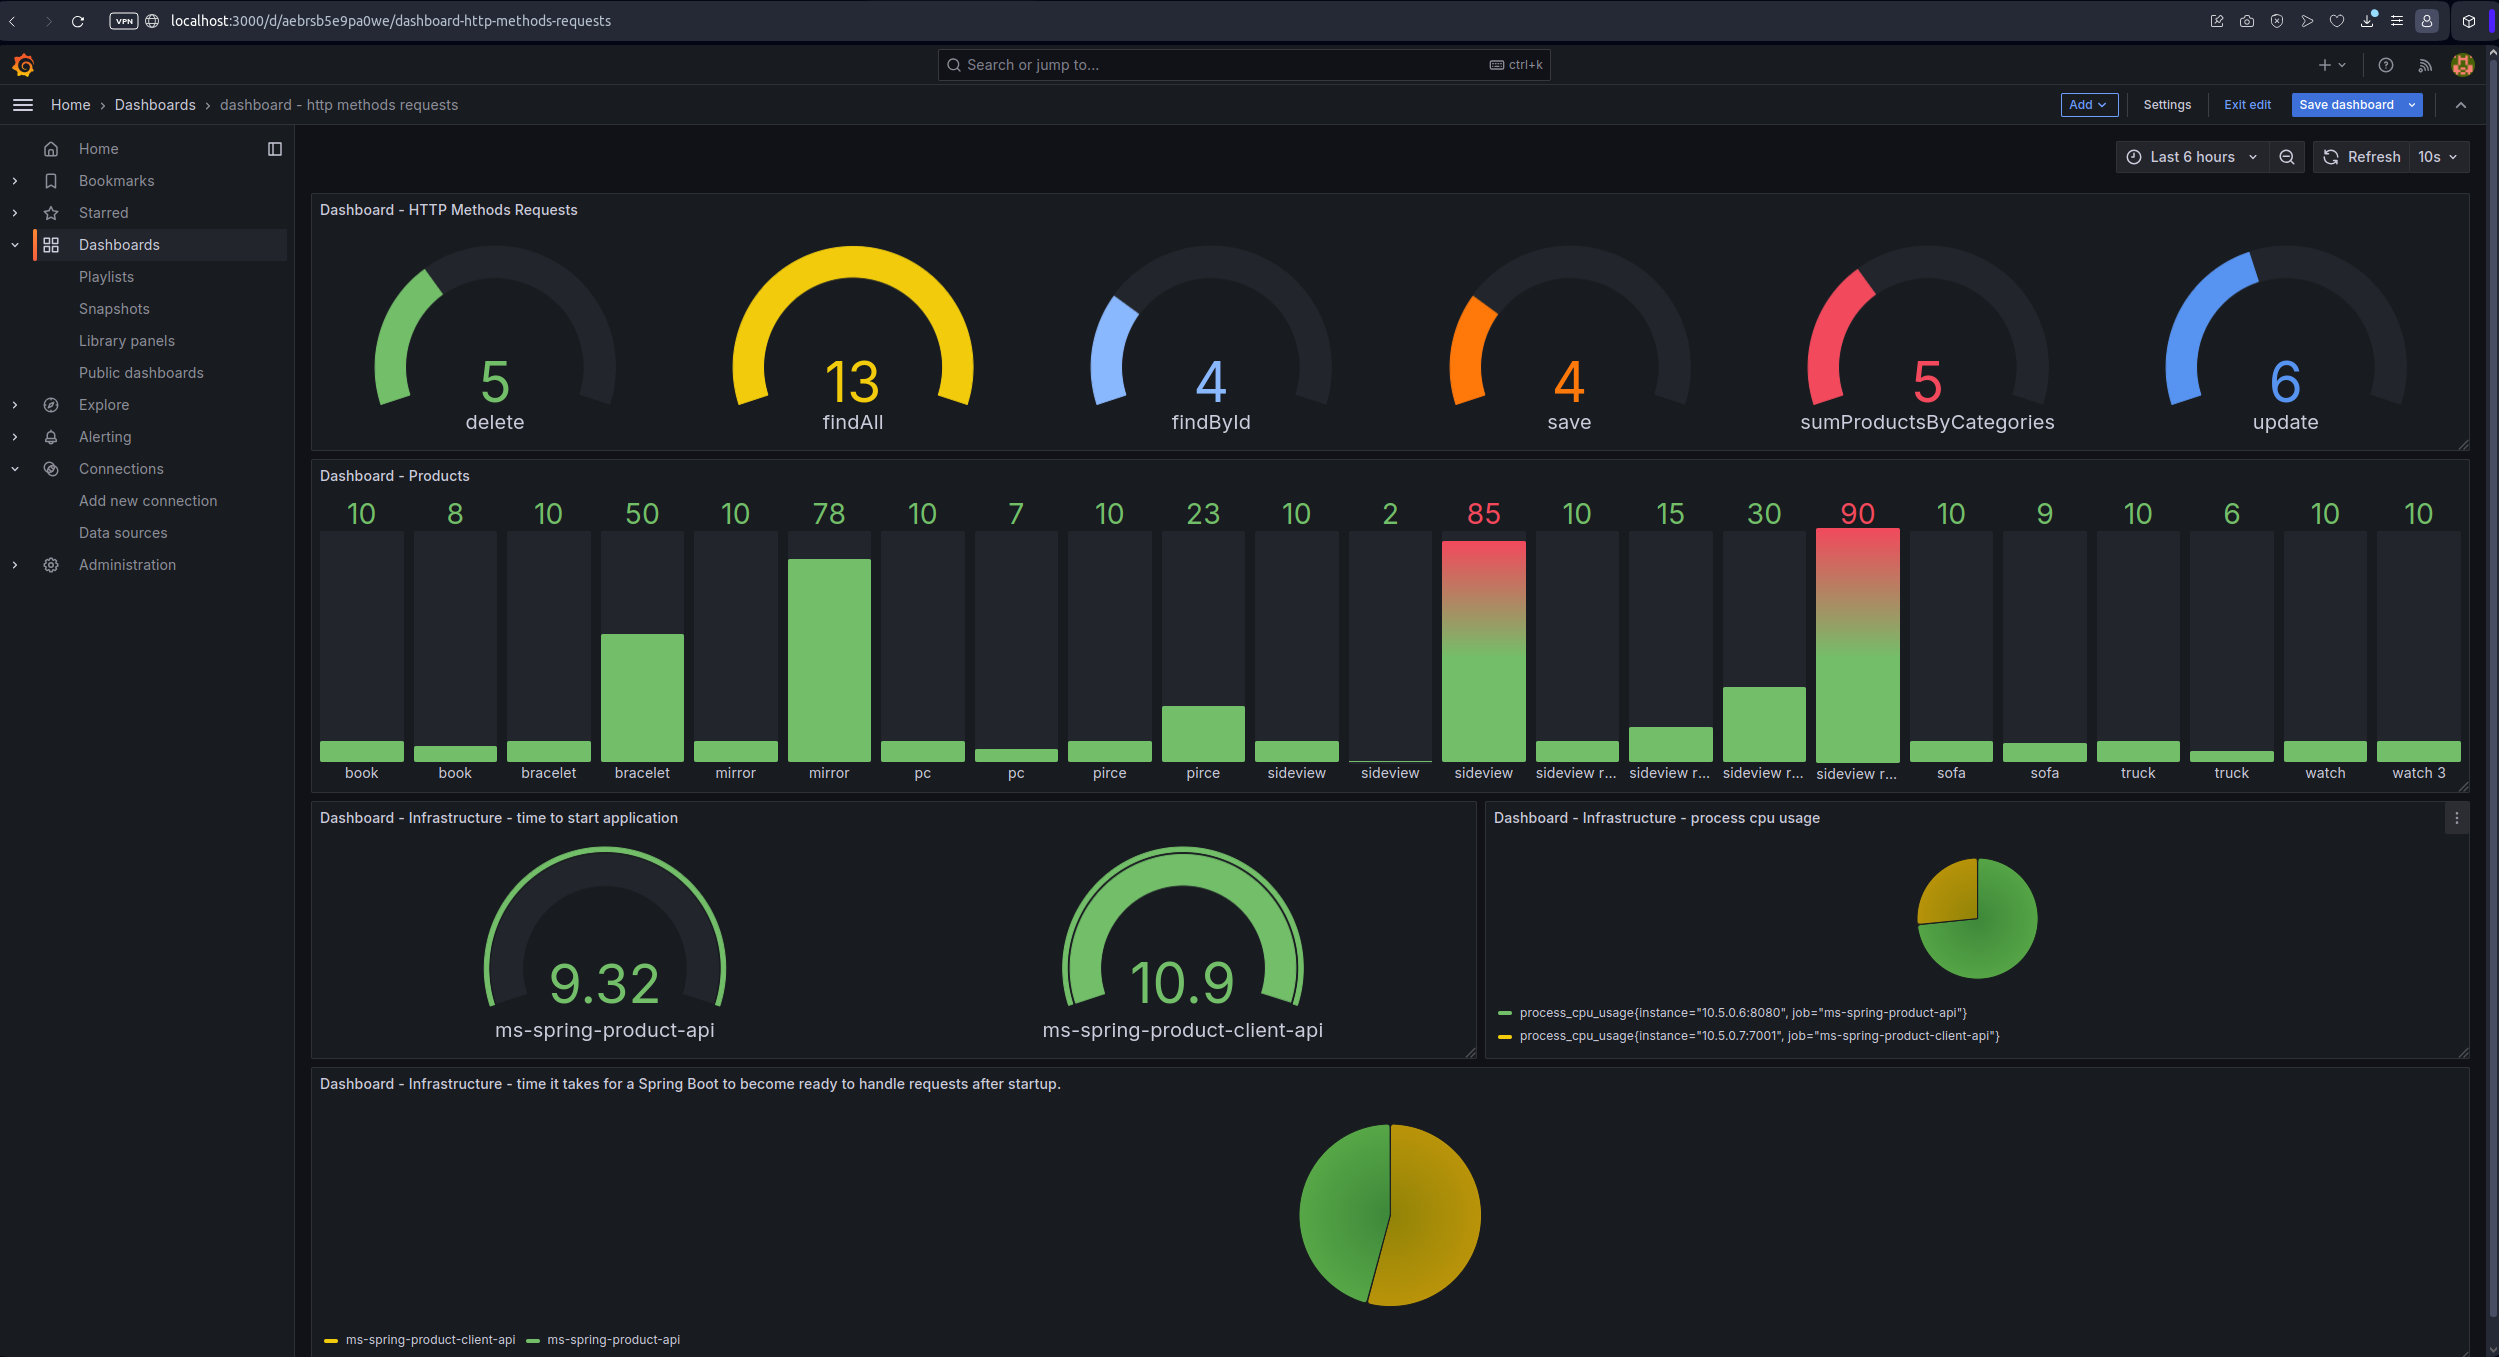 VPN localhost:3000/d/aebrsb5e9pa0we/dashboard-http-methods-requests
Search or jump to... ctrl+k
Home › Dashboards › dashboard - http methods requests
Add Settings Exit edit Save dashboard
Home
Bookmarks
Starred
Dashboards
Playlists
Snapshots
Library panels
Public dashboards
Explore
Alerting
Connections
Add new connection
Data sources
Administration
Last 6 hours Refresh 10s
Dashboard - HTTP Methods Requests
5 13 4 4 5 6
delete findAll findById save sumProductsByCategories update
Dashboard - Products
10 8 10 50 10 78 10 7 10 23 10 2 85 10 15 30 90 10 9 10 6 10 10
book book bracelet bracelet mirror mirror pc pc pirce pirce sideview sideview sideview sideview r... sideview r... sideview r... sideview r... sofa sofa truck truck watch watch 3
Dashboard - Infrastructure - time to start application
9.32 10.9
ms-spring-product-api ms-spring-product-client-api
Dashboard - Infrastructure - process cpu usage
process_cpu_usage{instance="10.5.0.6:8080", job="ms-spring-product-api"}
process_cpu_usage{instance="10.5.0.7:7001", job="ms-spring-product-client-api"}
Dashboard - Infrastructure - time it takes for a Spring Boot to become ready to handle requests after startup.
ms-spring-product-client-api ms-spring-product-api